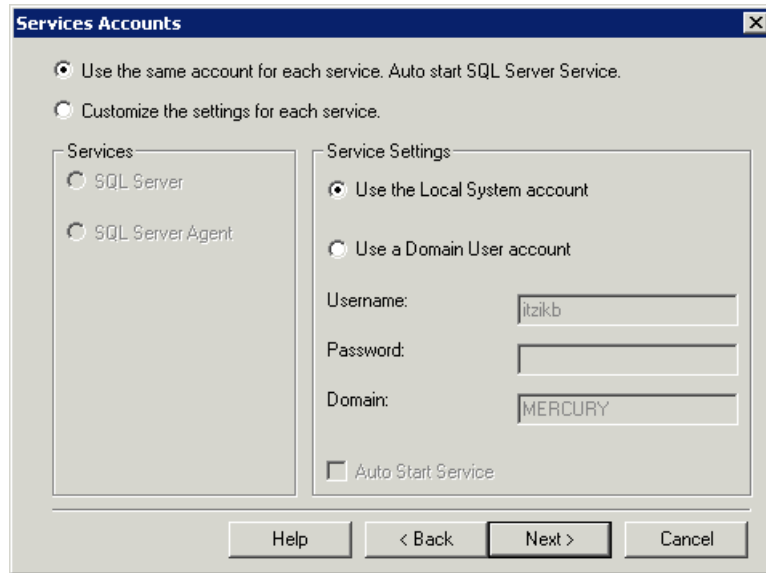 Services Accounts
Use the same account for each service. Auto start SQL Server Service.
Customize the settings for each service.
Services
SQL Server
SQL Server Agent
Service Settings
Use the Local System account
Use a Domain User account
Username: itzikb
Password:
Domain: MERCURY
Auto Start Service
Help < Back Next > Cancel